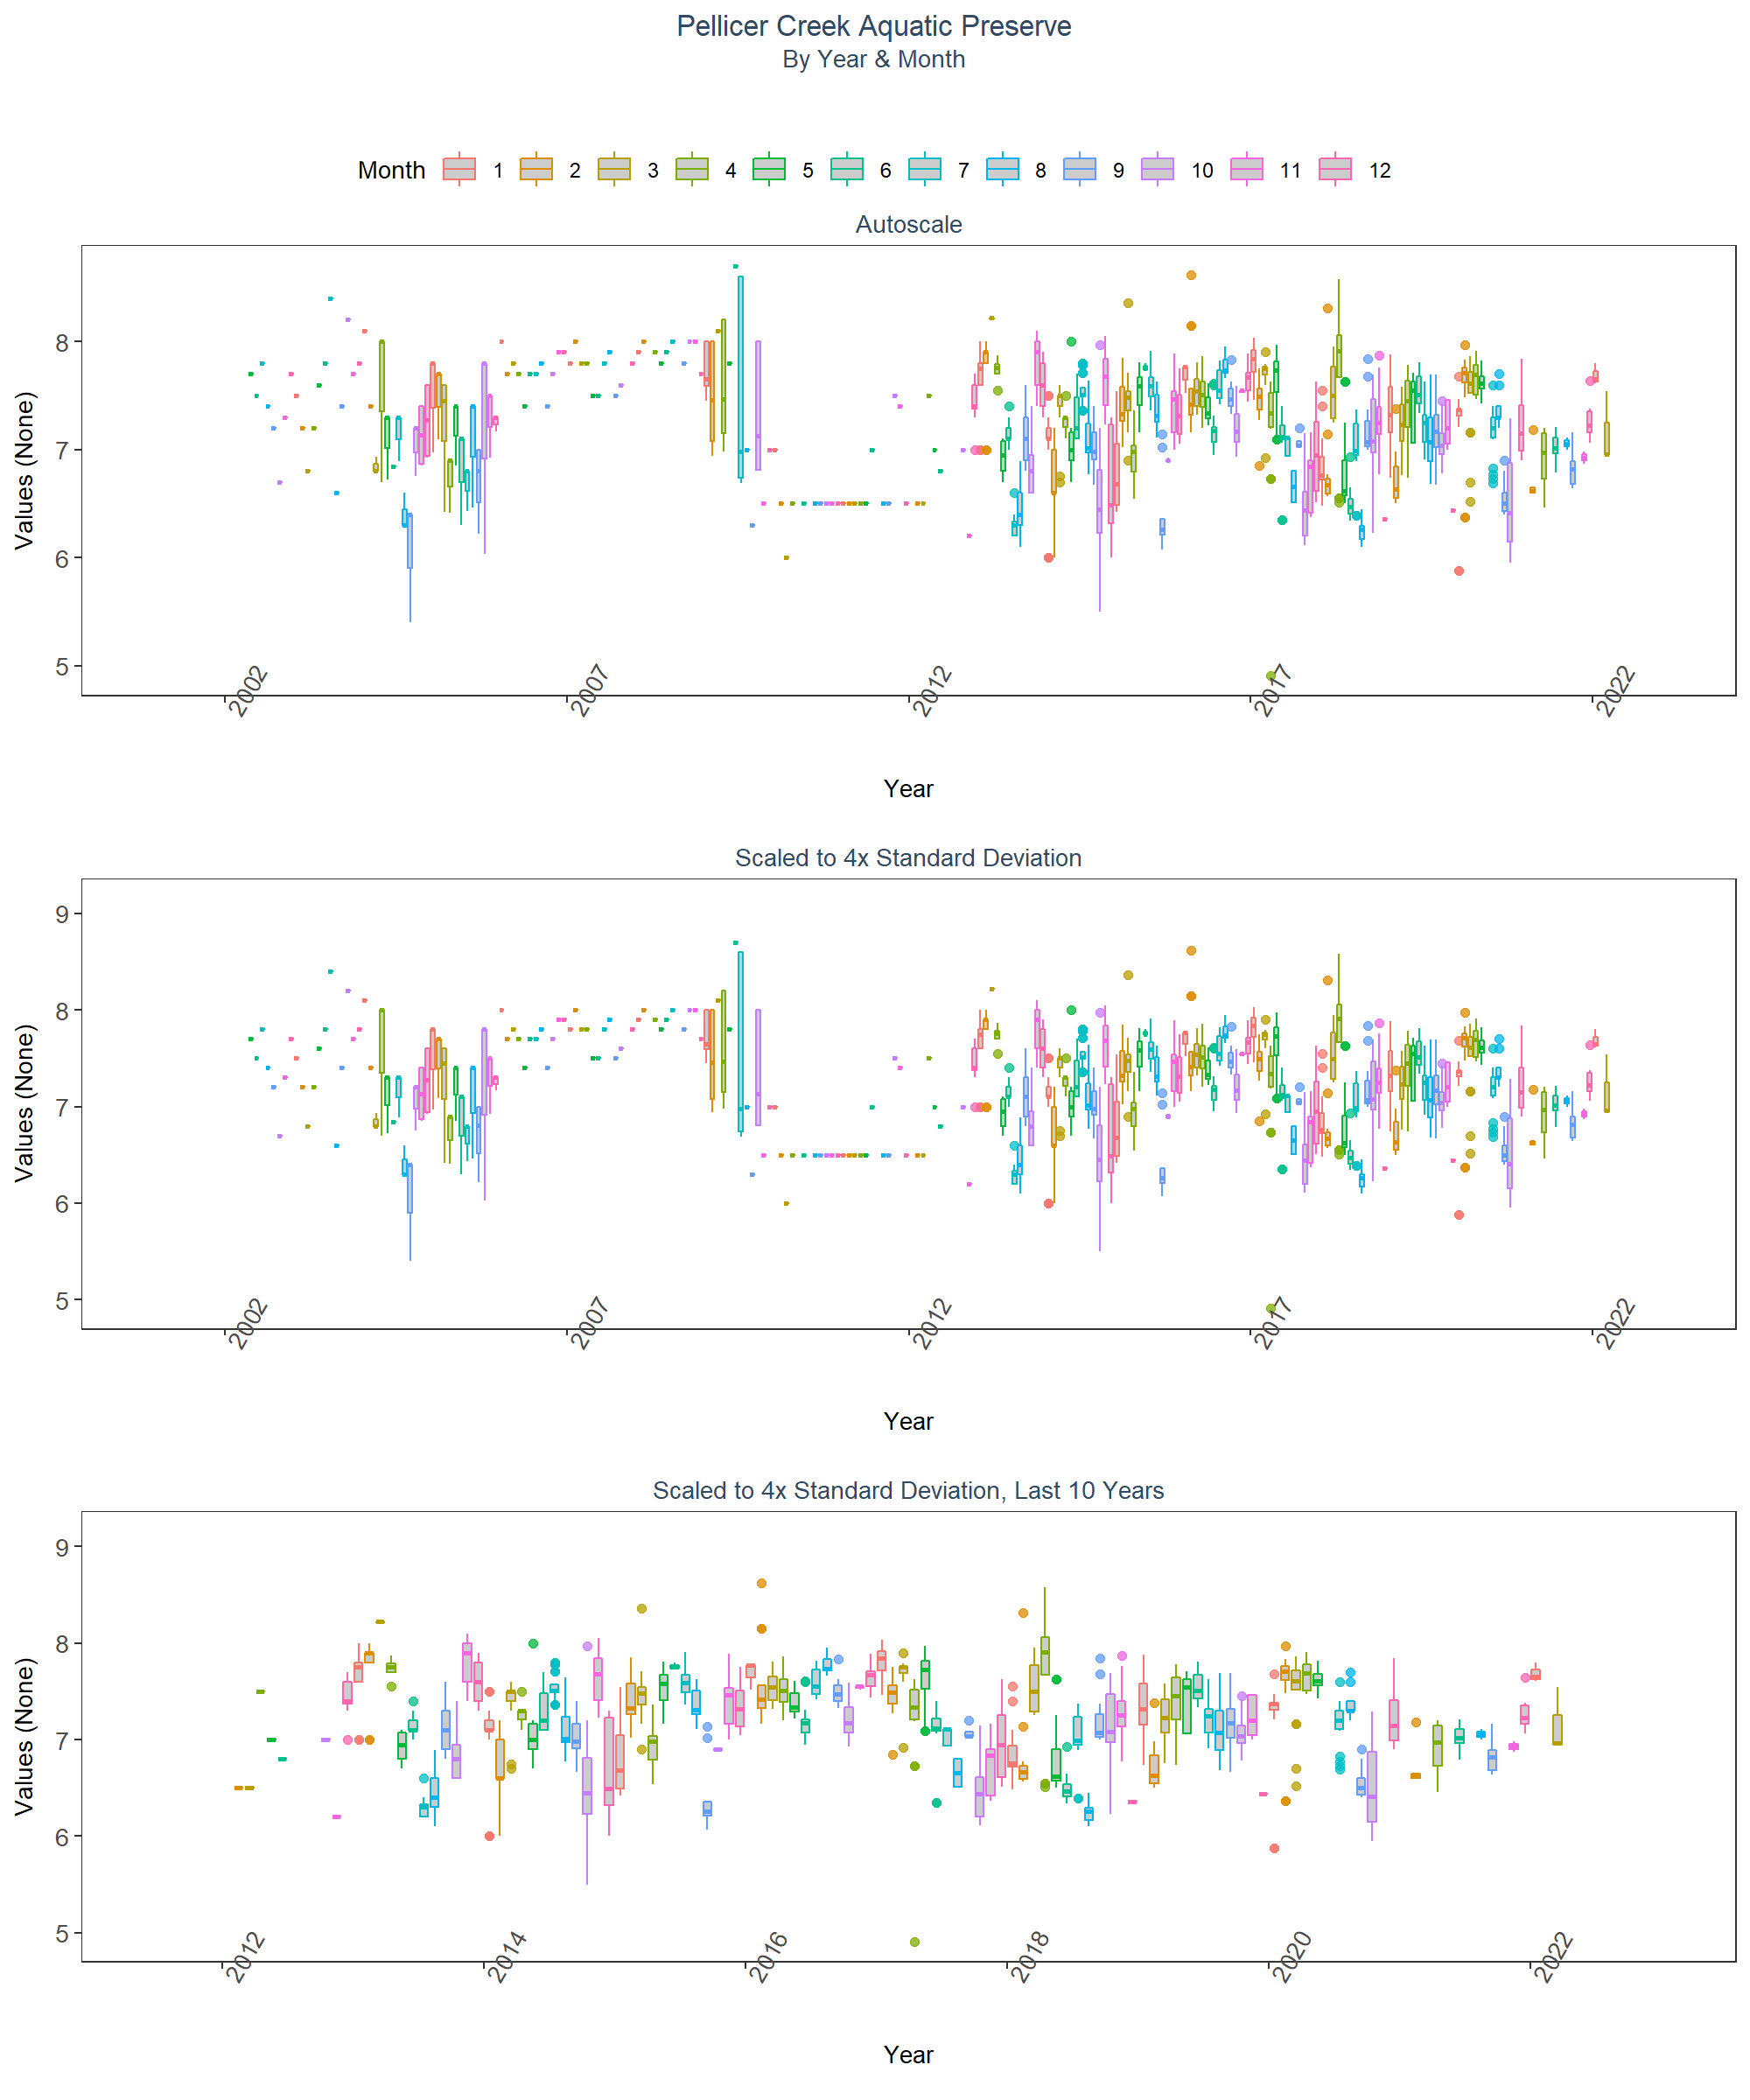 Pellicer Creek Aquatic Preserve
By Year & Month
Month 1 2 3 4 5 6 7 8 9 10 11 12
Autoscale
Values (None)
8
7
6
5
2002 2007 2012 2017 2022
Year
Scaled to 4x Standard Deviation
Values (None)
9
8
7
6
5
2002 2007 2012 2017 2022
Year
Scaled to 4x Standard Deviation, Last 10 Years
Values (None)
9
8
7
6
5
2012 2014 2016 2018 2020 2022
Year